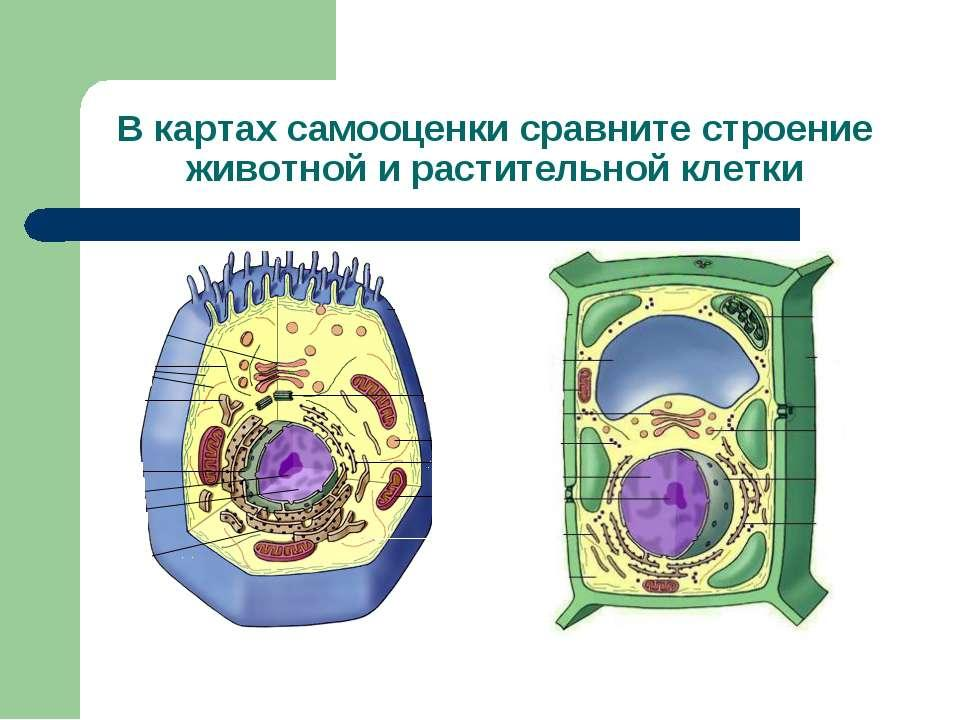 В картах самооценки сравните строение
животной и растительной клетки